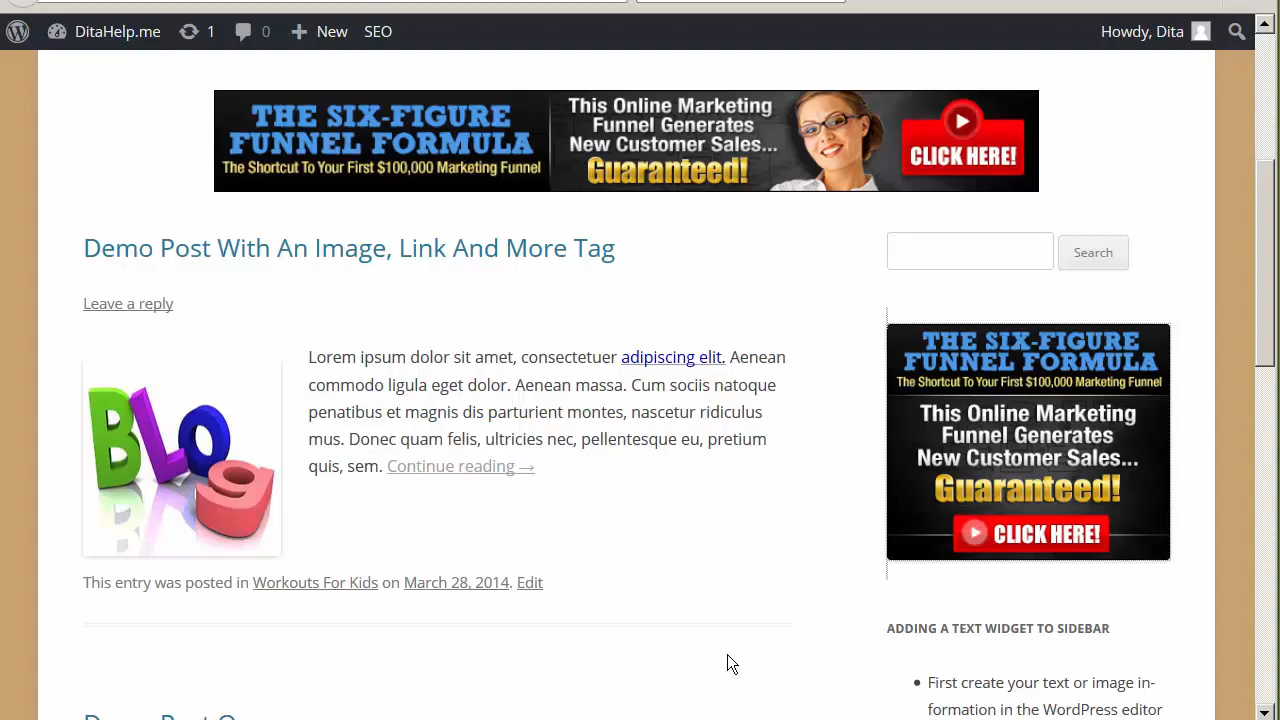 DitaHelp.me 1 0 New SEO Howdy, Dita
THE SIX-FIGURE
FUNNEL FORMULA
The Shortcut To Your First $100,000 Marketing Funnel
This Online Marketing
Funnel Generates
New Customer Sales...
Guaranteed!
CLICK HERE!
Demo Post With An Image, Link And More Tag
Leave a reply
BLOg
Lorem ipsum dolor sit amet, consectetuer adipiscing elit. Aenean
commodo ligula eget dolor. Aenean massa. Cum sociis natoque
penatibus et magnis dis parturient montes, nascetur ridiculus
mus. Donec quam felis, ultricies nec, pellentesque eu, pretium
quis, sem. Continue reading →
This entry was posted in Workouts For Kids on March 28, 2014. Edit
Search
THE SIX-FIGURE
FUNNEL FORMULA
The Shortcut To Your First $100,000 Marketing Funnel
This Online Marketing
Funnel Generates
New Customer Sales...
Guaranteed!
CLICK HERE!
ADDING A TEXT WIDGET TO SIDEBAR
First create your text or image in-
formation in the WordPress editor